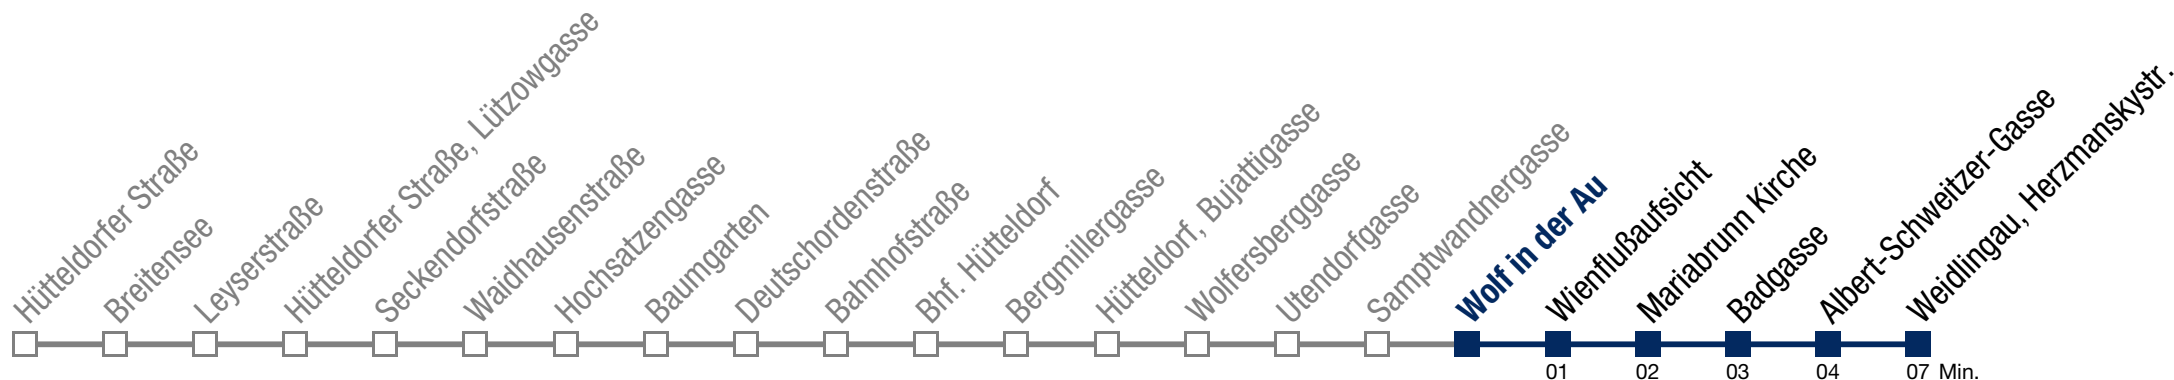 Hütteldorfer Straße
Breitensee
Leyserstraße
Hütteldorfer Straße, Lützowgasse
Seckendorfstraße
Waidhausenstraße
Hochsatzengasse
Baumgarten
Deutschordenstraße
Bahnhofstraße
Bhf. Hütteldorf
Bergmillergasse
Hütteldorf, Bujattigasse
Wolfersberggasse
Utendorfgasse
Samptwandnergasse
Wolf in der Au
Wienflußaufsicht
Mariabrunn Kirche
Badgasse
Albert-Schweitzer-Gasse
Weidlingau, Herzmanskystr.
01 02 03 04 07 Min.